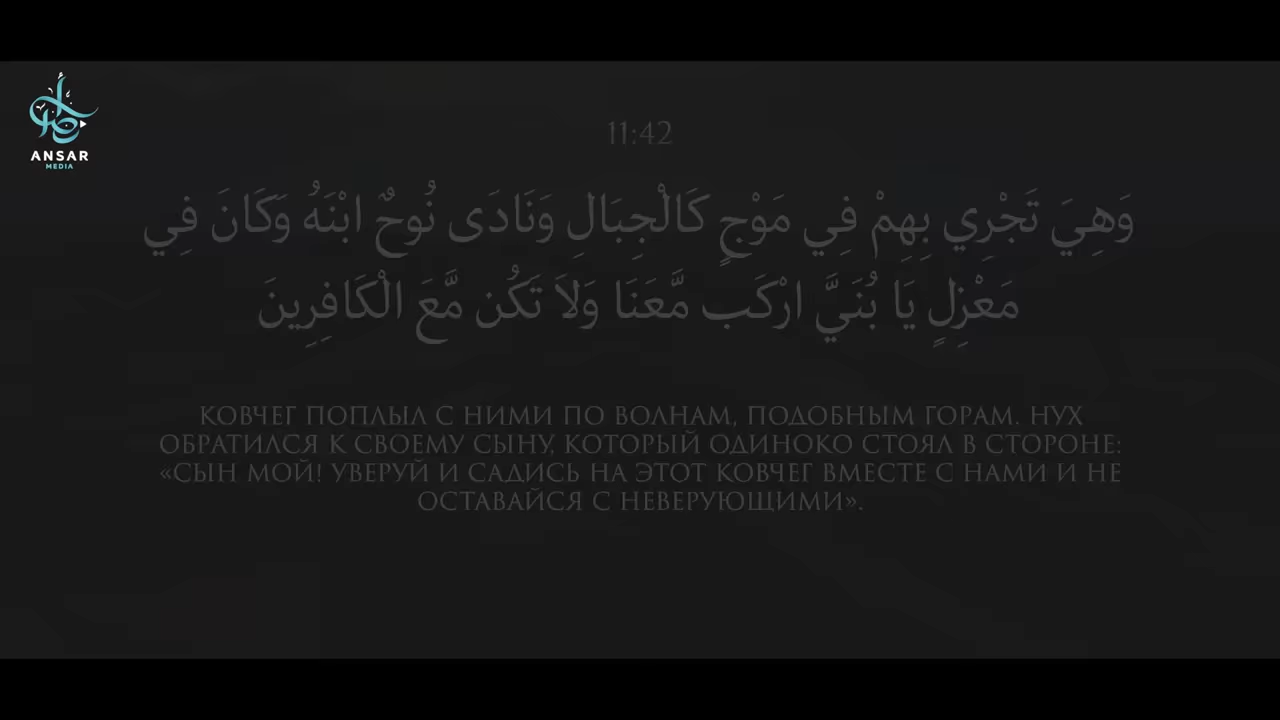 ANSAR
MEDIA
11:42
وَهِيَ تَجْرِي بِهِمْ فِي مَوْجٍ كَالْجِبَالِ وَنَادَى نُوحٌ ابْنَهُ وَكَانَ فِي
مَعْزِلٍ يَا بُنَيَّ ارْكَب مَّعَنَا وَلاَ تَكُن مَّعَ الْكَافِرِينَ
КОВЧЕГ ПОПЛЫЛ С НИМИ ПО ВОЛНАМ, ПОДОБНЫМ ГОРАМ. НУХ
ОБРАТИЛСЯ К СВОЕМУ СЫНУ, КОТОРЫЙ ОДИНОКО СТОЯЛ В СТОРОНЕ:
«СЫН МОЙ! УВЕРУЙ И САДИСЬ НА ЭТОТ КОВЧЕГ ВМЕСТЕ С НАМИ И НЕ
ОСТАВАЙСЯ С НЕВЕРУЮЩИМИ».